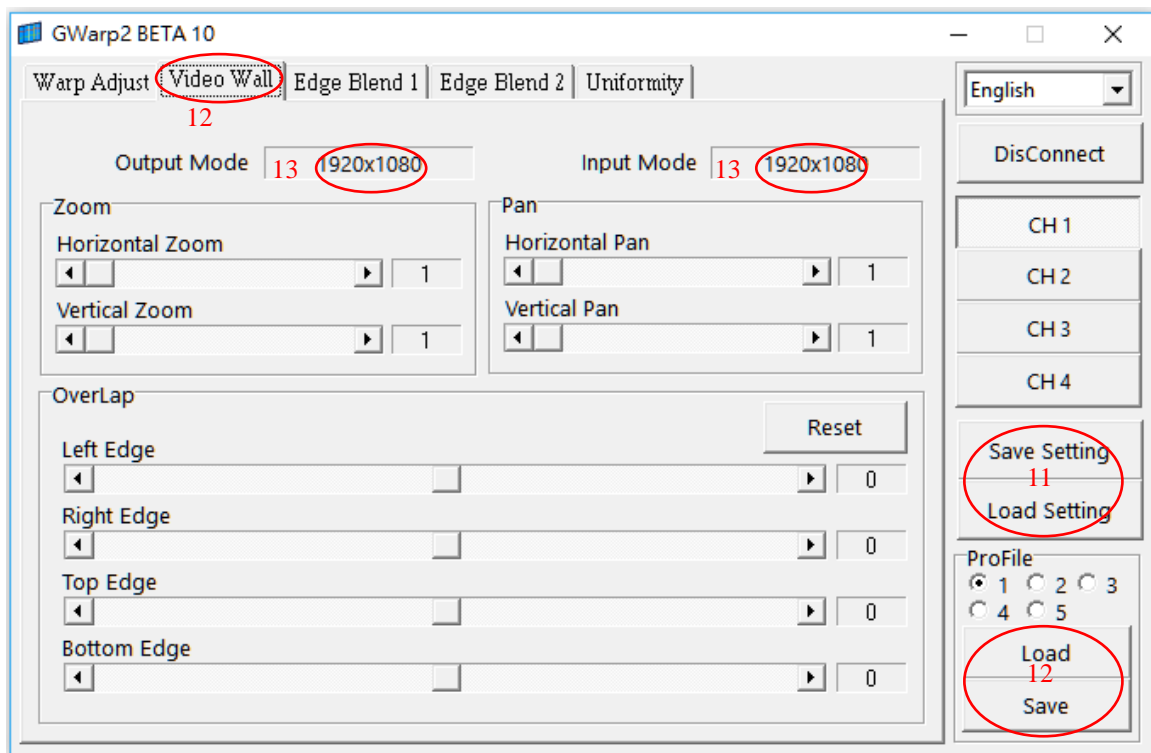 GWarp2 BETA 10
Warp Adjust Video Wall Edge Blend 1 Edge Blend 2 Uniformity
12
English
DisConnect
Output Mode 13 1920x1080 Input Mode 13 1920x1080
Zoom
Horizontal Zoom
1
Vertical Zoom
1
Pan
Horizontal Pan
1
Vertical Pan
1
OverLap
Reset
Left Edge
0
Right Edge
0
Top Edge
0
Bottom Edge
0
CH 1
CH 2
CH 3
CH 4
Save Setting
11
Load Setting
ProFile
1 2 3
4 5
Load
12
Save